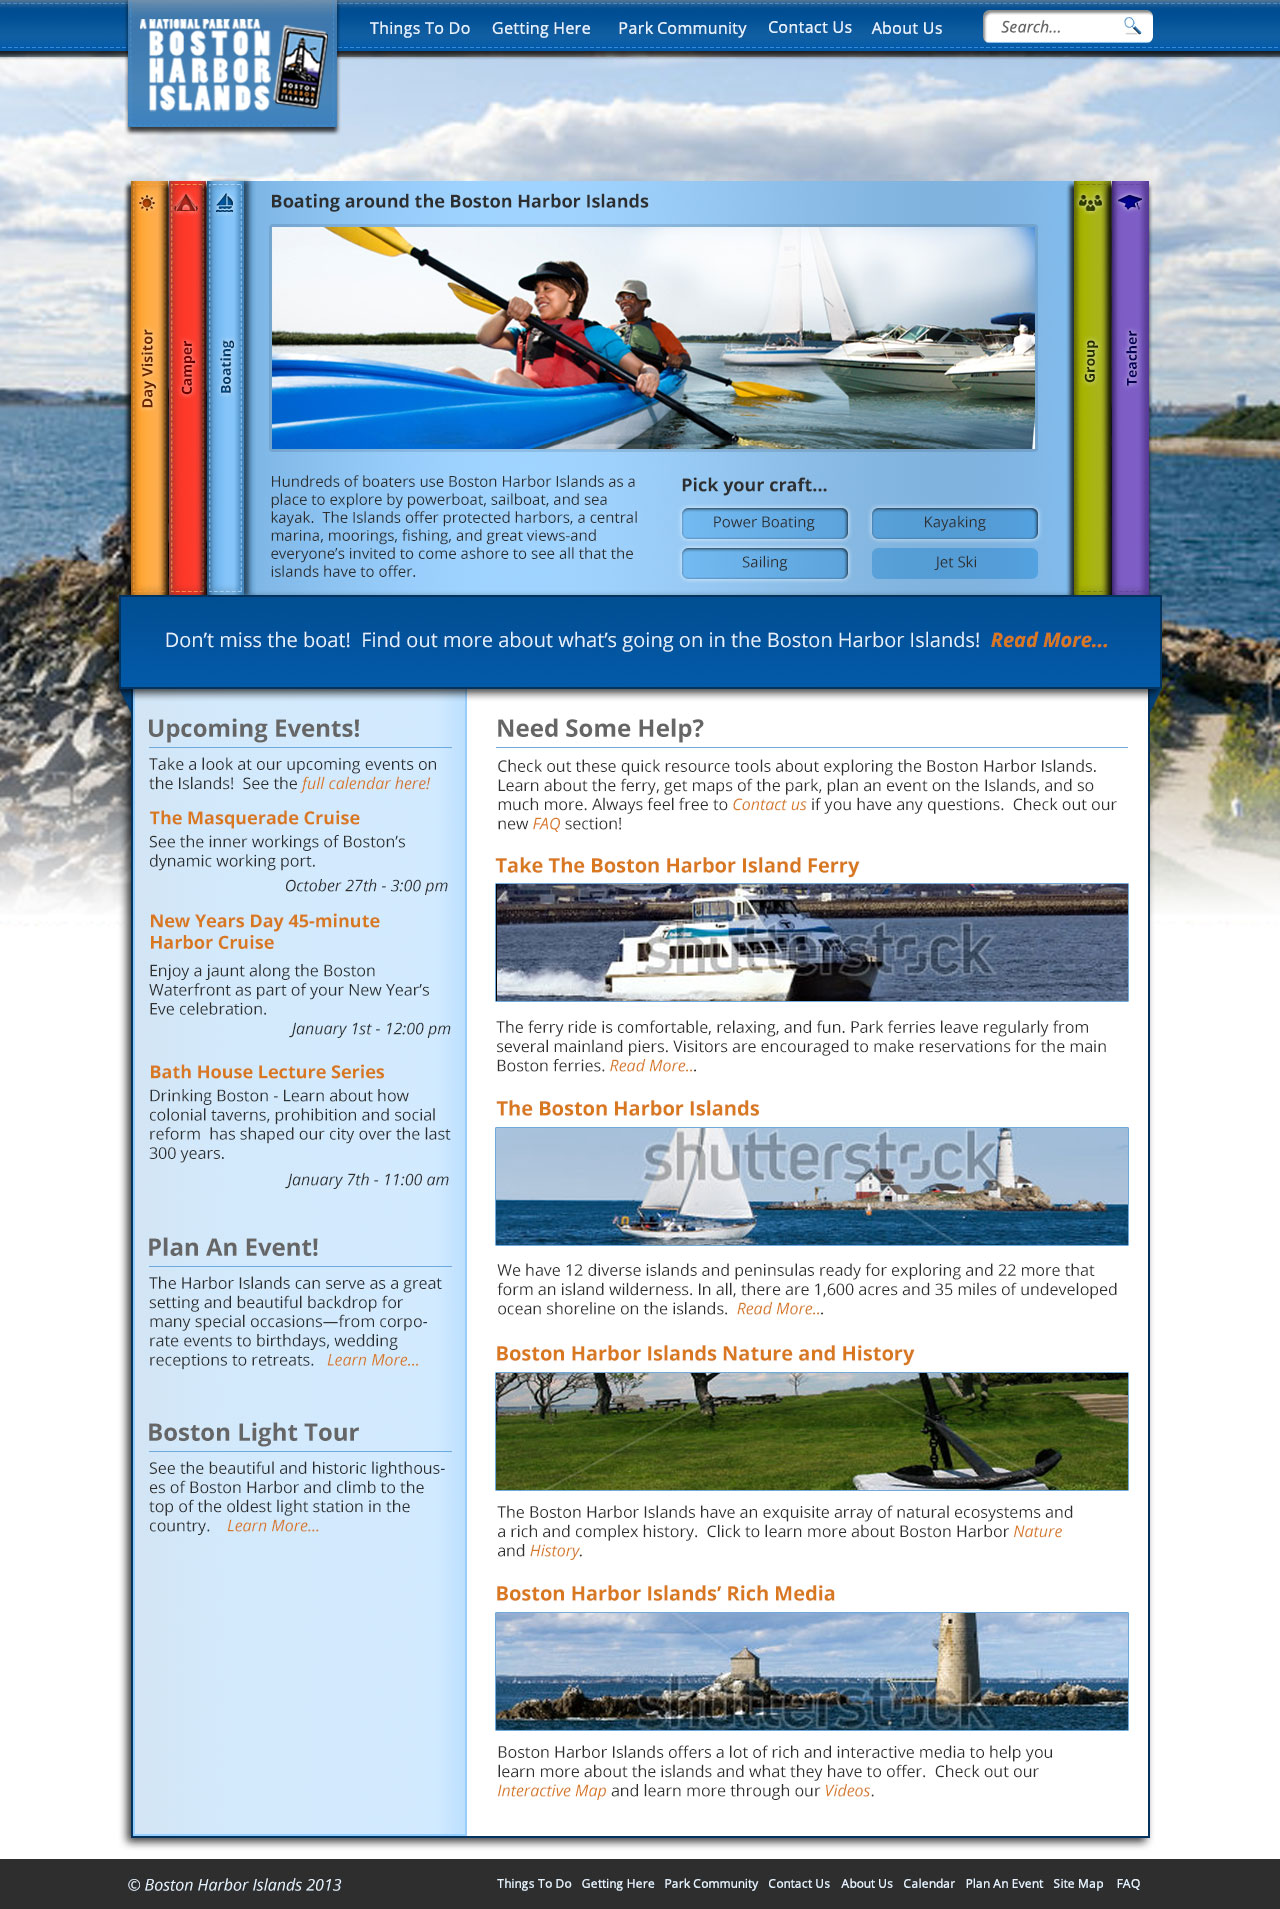 A NATIONAL PARK AREA
BOSTON
HARBOR
ISLANDS
BOSTON
HARBOR
ISLANDS
Things To Do
Getting Here
Park Community
Contact Us
About Us
Search...
Day Visitor
Camper
Boating
Boating around the Boston Harbor Islands
Hundreds of boaters use Boston Harbor Islands as a
place to explore by powerboat, sailboat, and sea
kayak.  The Islands offer protected harbors, a central
marina, moorings, fishing, and great views-and
everyone's invited to come ashore to see all that the
islands have to offer.
Pick your craft...
Power Boating
Kayaking
Sailing
Jet Ski
Group
Teacher
Don't miss the boat!  Find out more about what's going on in the Boston Harbor Islands!  Read More...
Upcoming Events!
Take a look at our upcoming events on
the Islands!  See the full calendar here!
The Masquerade Cruise
See the inner workings of Boston's
dynamic working port.
October 27th - 3:00 pm
New Years Day 45-minute
Harbor Cruise
Enjoy a jaunt along the Boston
Waterfront as part of your New Year's
Eve celebration.
January 1st - 12:00 pm
Bath House Lecture Series
Drinking Boston - Learn about how
colonial taverns, prohibition and social
reform  has shaped our city over the last
300 years.
January 7th - 11:00 am
Plan An Event!
The Harbor Islands can serve as a great
setting and beautiful backdrop for
many special occasions—from corpo-
rate events to birthdays, wedding
receptions to retreats.   Learn More...
Boston Light Tour
See the beautiful and historic lighthous-
es of Boston Harbor and climb to the
top of the oldest light station in the
country.    Learn More...
Need Some Help?
Check out these quick resource tools about exploring the Boston Harbor Islands.
Learn about the ferry, get maps of the park, plan an event on the Islands, and so
much more. Always feel free to Contact us if you have any questions.  Check out our
new FAQ section!
Take The Boston Harbor Island Ferry
shutterstock
The ferry ride is comfortable, relaxing, and fun. Park ferries leave regularly from
several mainland piers. Visitors are encouraged to make reservations for the main
Boston ferries. Read More...
The Boston Harbor Islands
shutterstock
We have 12 diverse islands and peninsulas ready for exploring and 22 more that
form an island wilderness. In all, there are 1,600 acres and 35 miles of undeveloped
ocean shoreline on the islands.  Read More...
Boston Harbor Islands Nature and History
The Boston Harbor Islands have an exquisite array of natural ecosystems and
a rich and complex history.  Click to learn more about Boston Harbor Nature
and History.
Boston Harbor Islands' Rich Media
shutterstock
Boston Harbor Islands offers a lot of rich and interactive media to help you
learn more about the islands and what they have to offer.  Check out our
Interactive Map and learn more through our Videos.
© Boston Harbor Islands 2013
Things To Do   Getting Here   Park Community   Contact Us   About Us   Calendar   Plan An Event   Site Map   FAQ